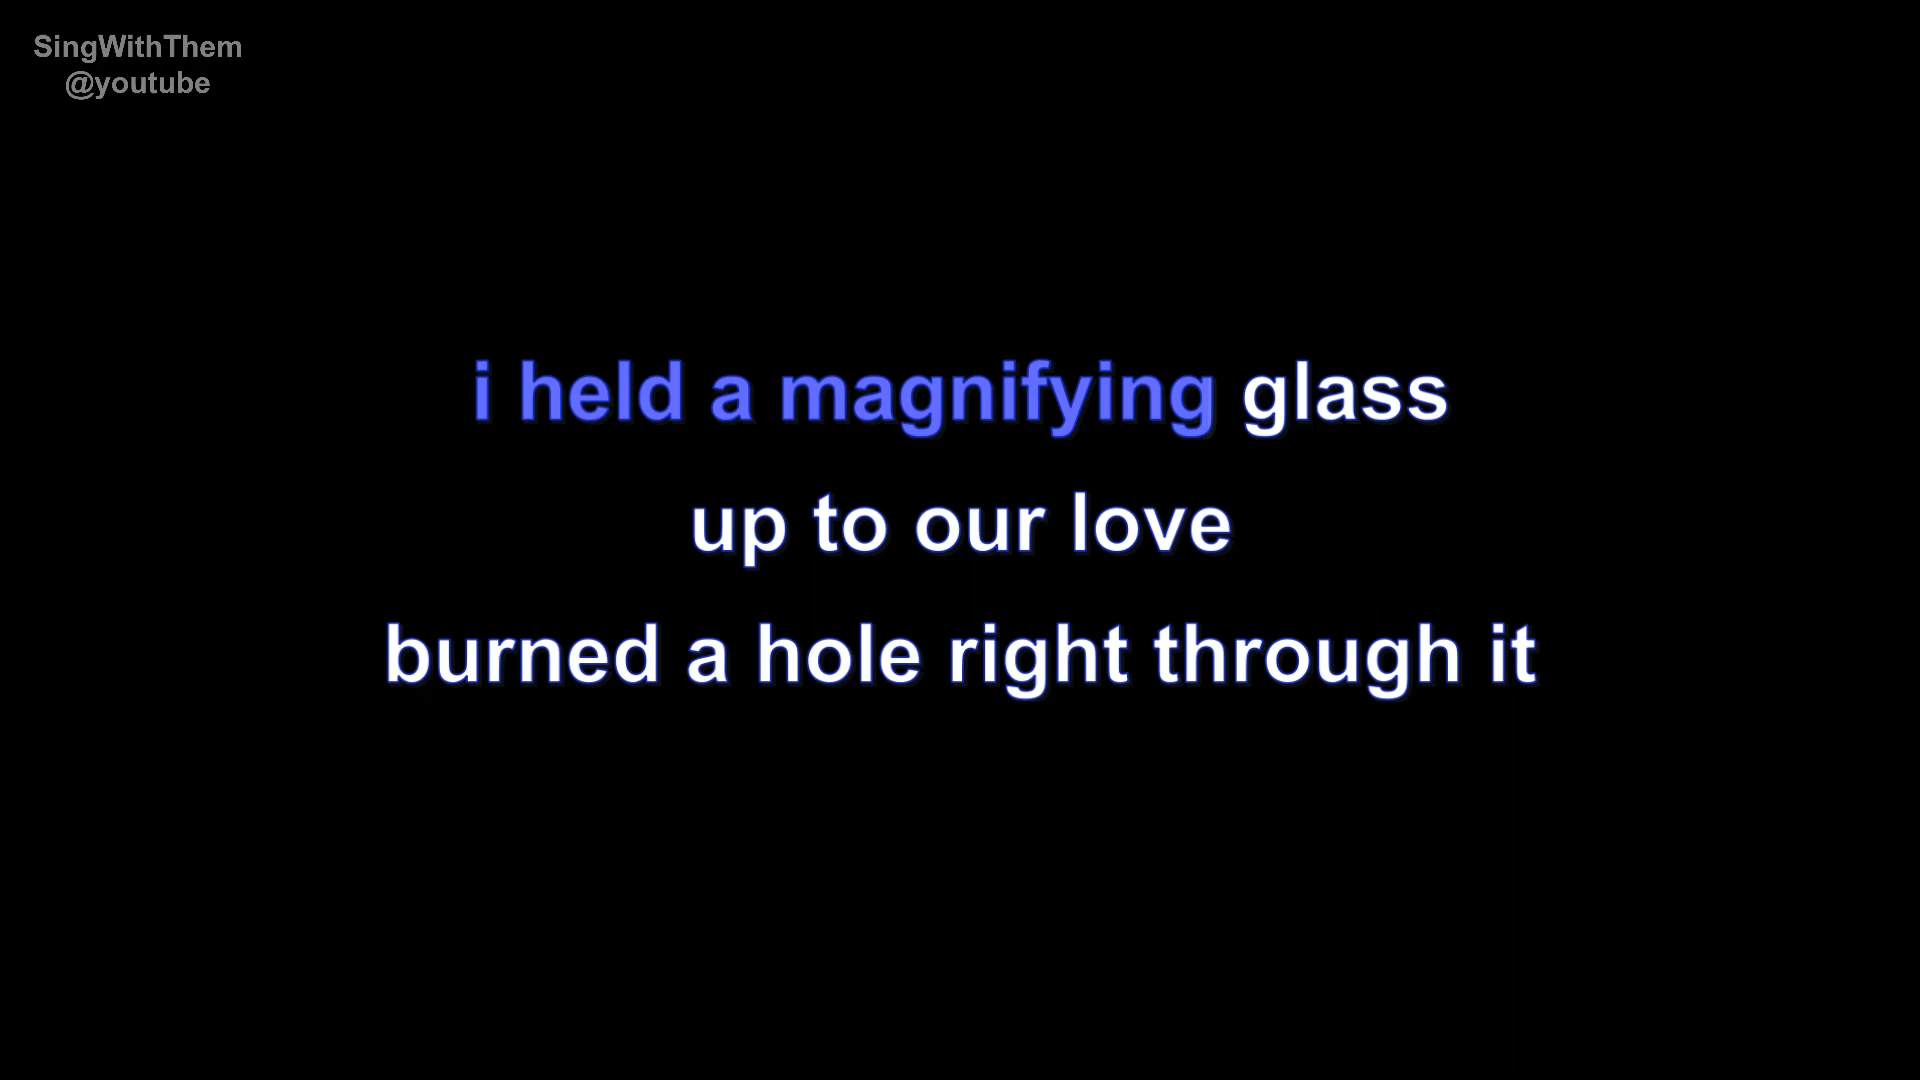 SingWithThem
@youtube
i held a magnifying glass
up to our love
burned a hole right through it